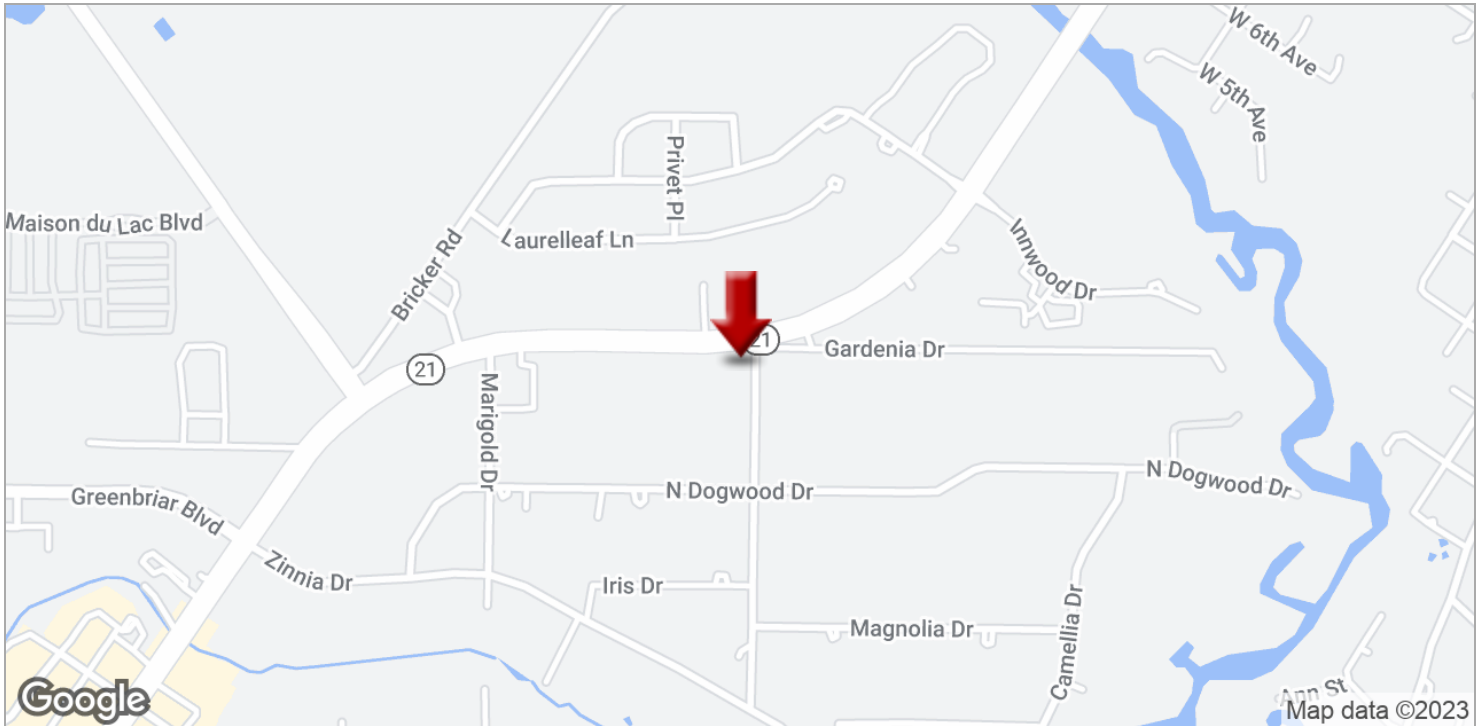 W 6th Ave
W 5th Ave
Privet Pl
Maison du Lac Blvd
Laurelleaf Ln
Bricker Rd
Innwood Dr
21
Gardenia Dr
21
Marigold Dr
N Dogwood Dr
N Dogwood Dr
Greenbriar Blvd
Zinnia Dr
Iris Dr
Magnolia Dr
Camellia Dr
Ann St
Google
Map data ©2023